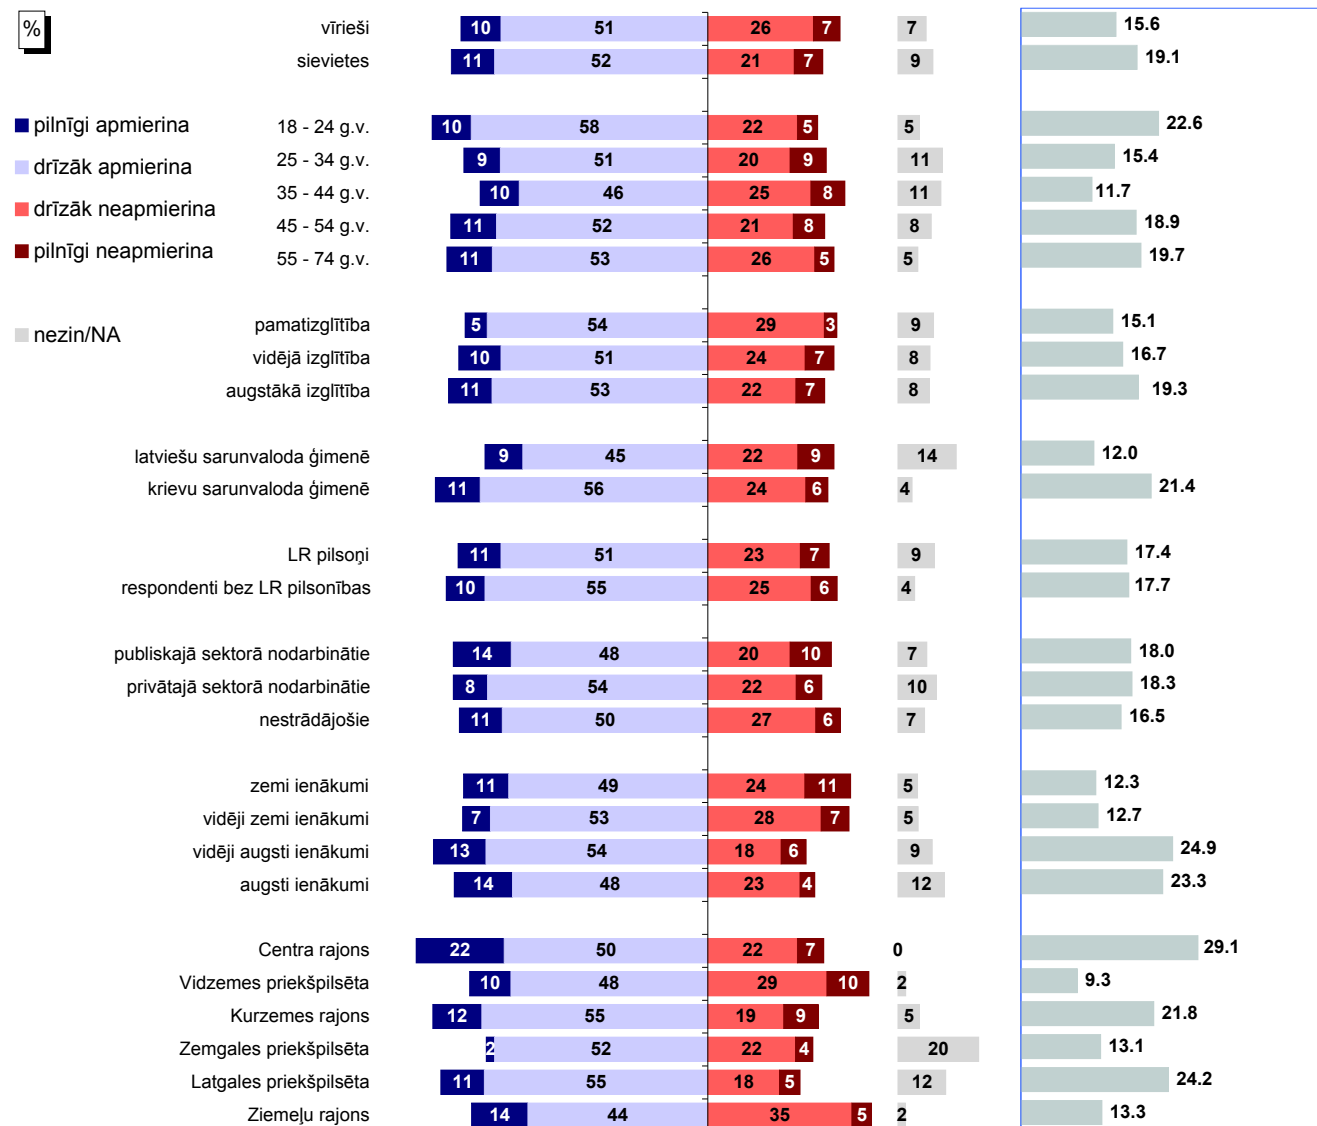 %
vīrieši 10 51 26 7 7 15.6
sievietes 11 52 21 7 9 19.1
pilnīgi apmierina
drīzāk apmierina
drīzāk neapmierina
pilnīgi neapmierina
nezin/NA
18 - 24 g.v. 10 58 22 5 5 22.6
25 - 34 g.v. 9 51 20 9 11 15.4
35 - 44 g.v. 10 46 25 8 11 11.7
45 - 54 g.v. 11 52 21 8 8 18.9
55 - 74 g.v. 11 53 26 5 5 19.7
pamatizglītība 5 54 29 3 9 15.1
vidējā izglītība 10 51 24 7 8 16.7
augstākā izglītība 11 53 22 7 8 19.3
latviešu sarunvaloda ģimenē 9 45 22 9 14 12.0
krievu sarunvaloda ģimenē 11 56 24 6 4 21.4
LR pilsoņi 11 51 23 7 9 17.4
respondenti bez LR pilsonības 10 55 25 6 4 17.7
publiskajā sektorā nodarbinātie 14 48 20 10 7 18.0
privātajā sektorā nodarbinātie 8 54 22 6 10 18.3
nestrādājošie 11 50 27 6 7 16.5
zemi ienākumi 11 49 24 11 5 12.3
vidēji zemi ienākumi 7 53 28 7 5 12.7
vidēji augsti ienākumi 13 54 18 6 9 24.9
augsti ienākumi 14 48 23 4 12 23.3
Centra rajons 22 50 22 7 0 29.1
Vidzemes priekšpilsēta 10 48 29 10 2 9.3
Kurzemes rajons 12 55 19 9 5 21.8
Zemgales priekšpilsēta 2 52 22 4 20 13.1
Latgales priekšpilsēta 11 55 18 5 12 24.2
Ziemeļu rajons 14 44 35 5 2 13.3